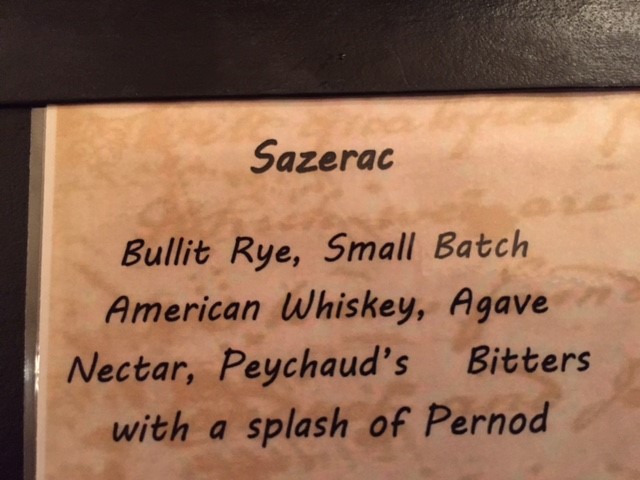 Sazerac
Bullit Rye, Small Batch
American Whiskey, Agave
Nectar, Peychaud's Bitters
with a splash of Pernod